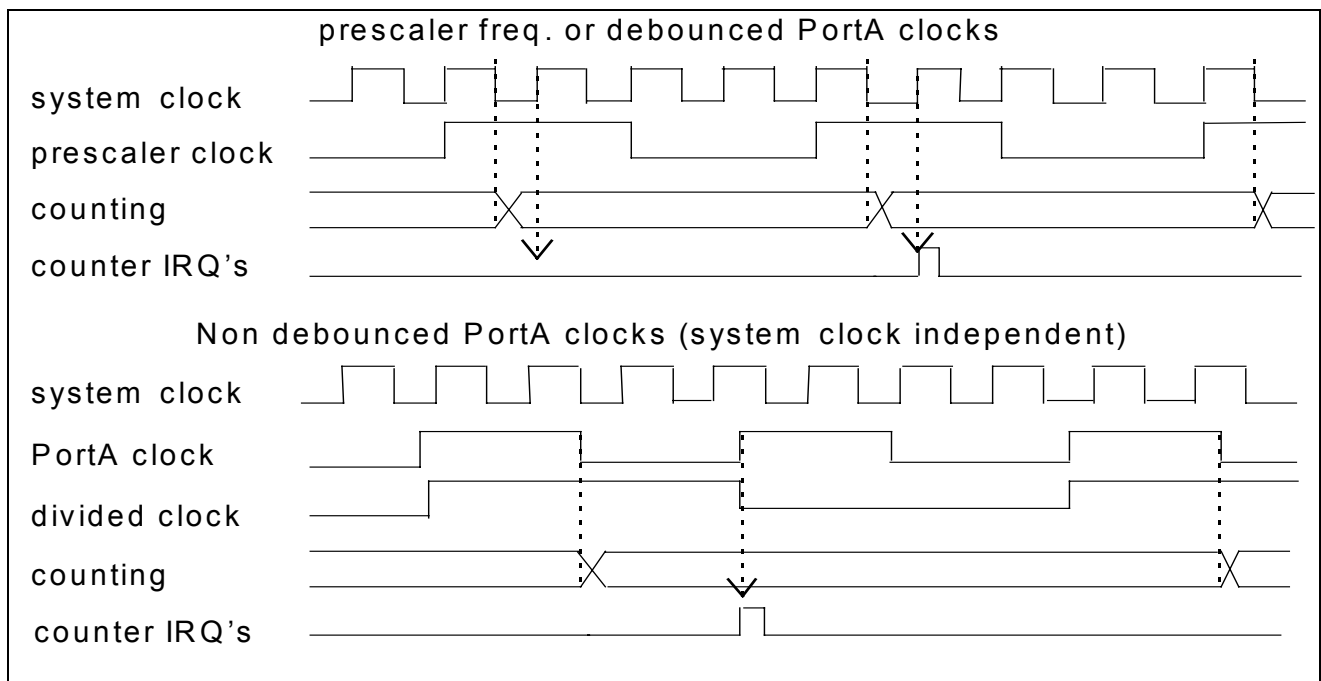 prescaler freq. or debounced PortA clocks
system clock
prescaler clock
counting
counter IRQ's
Non debounced PortA clocks (system clock independent)
system clock
PortA clock
divided clock
counting
counter IRQ's